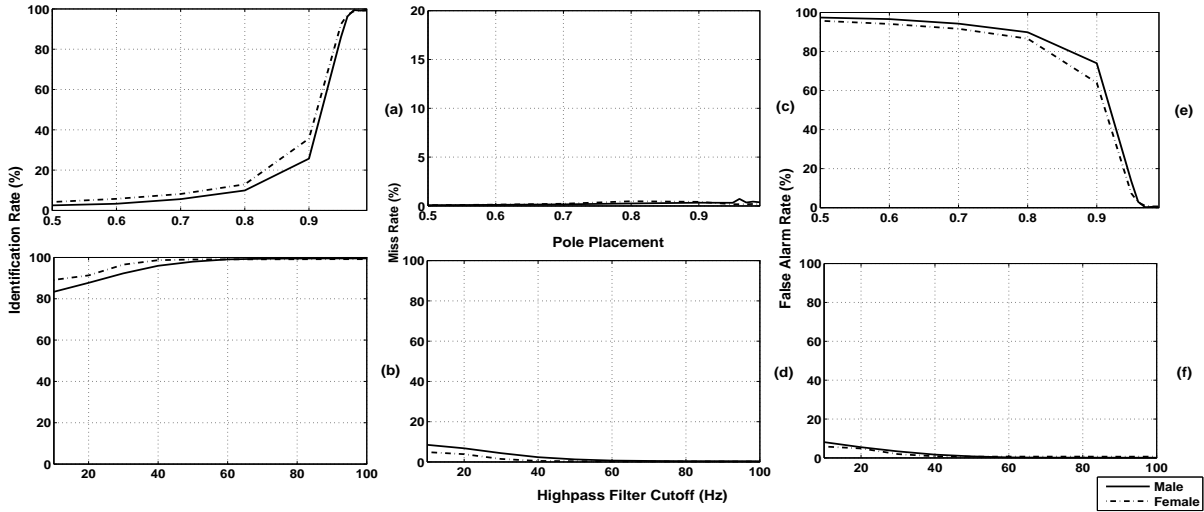 Identification Rate (%)
100
80
60
40
20
0
0.5 0.6 0.7 0.8 0.9
(a)
100
80
60
40
20
0
20 40 60 80 100
(b)
Miss Rate (%)
20
15
10
5
2
0
0.5 0.6 0.7 0.8 0.9
(c)
Pole Placement
100
80
60
40
20
0
20 40 60 80 100
(d)
Highpass Filter Cutoff (Hz)
False Alarm Rate (%)
100
80
60
40
20
0
0.5 0.6 0.7 0.8 0.9
(e)
100
80
60
40
20
0
20 40 60 80 100
(f)
Male
Female